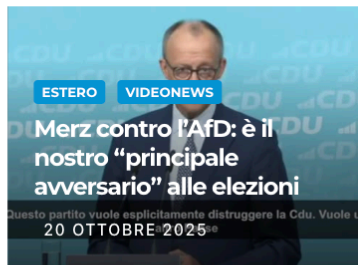 CDU
ESTERO VIDEONEWS
Merz contro l'AfD: è il
nostro “principale
avversario” alle elezioni
Questo partito vuole esplicitamente distruggere la Cdu. Vuole
20 OTTOBRE 2025